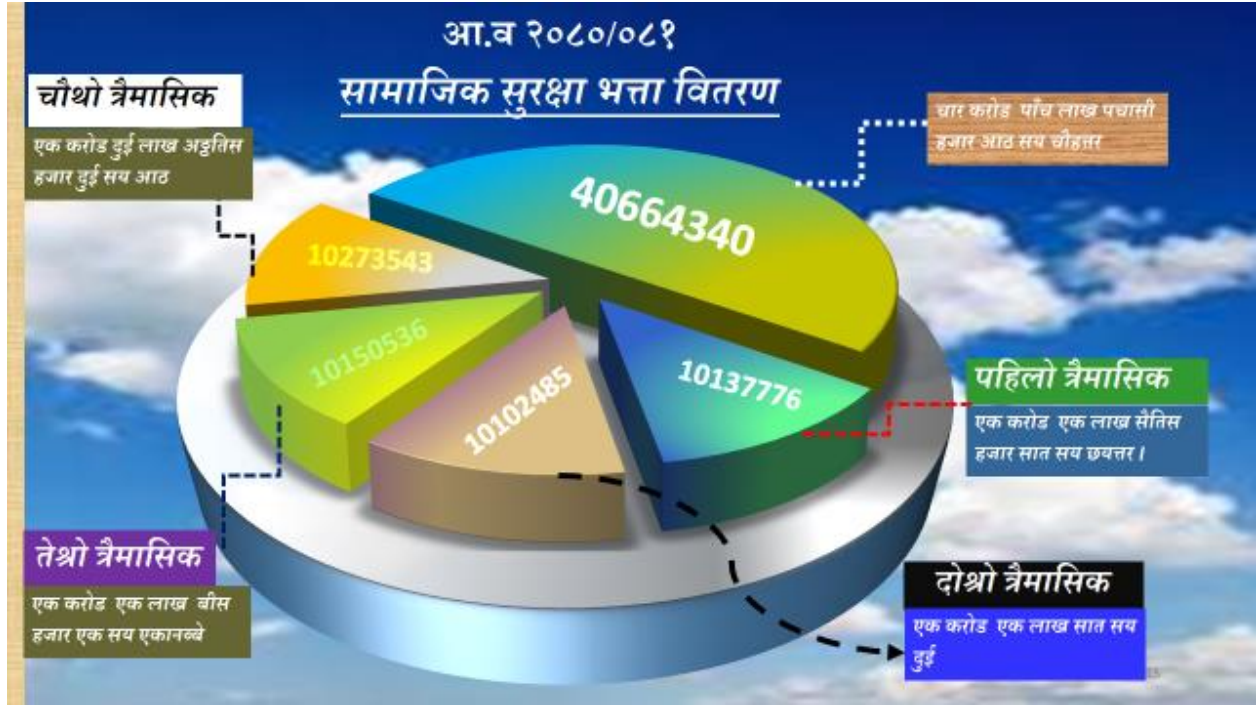 आ.व २०८०/०८१
सामाजिक सुरक्षा भत्ता वितरण
चौथो त्रैमासिक
एक करोड दुई लाख अठ्ठतिस
हजार दुई सय आठ
चार करोड पाँच लाख पचासी
हजार आठ सय चौहत्तर
40664340
10273543
10150536
10102485
10137776
पहिलो त्रैमासिक
एक करोड एक लाख सैतिस
हजार सात सय छयत्तर।
तेश्रो त्रैमासिक
एक करोड एक लाख बीस
हजार एक सय एकानब्बे
दोश्रो त्रैमासिक
एक करोड एक लाख सात सय
दुई